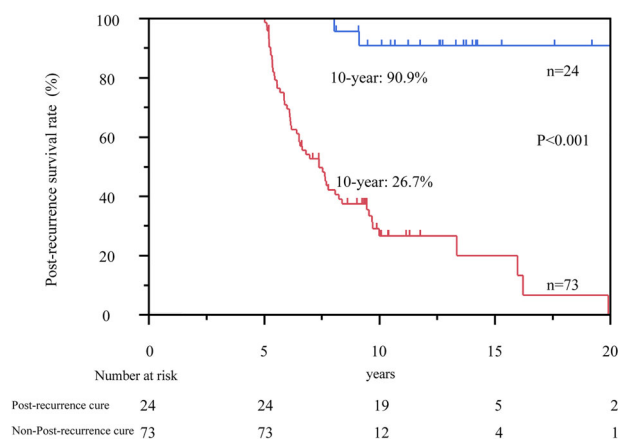 100
80
60
40
20
0
Post-recurrence survival rate (%)
10-year: 90.9%
n=24
P<0.001
10-year: 26.7%
n=73
0 5 10 15 20
Number at risk
years
Post-recurrence cure 24 24 19 5 2
Non-Post-recurrence cure 73 73 12 4 1